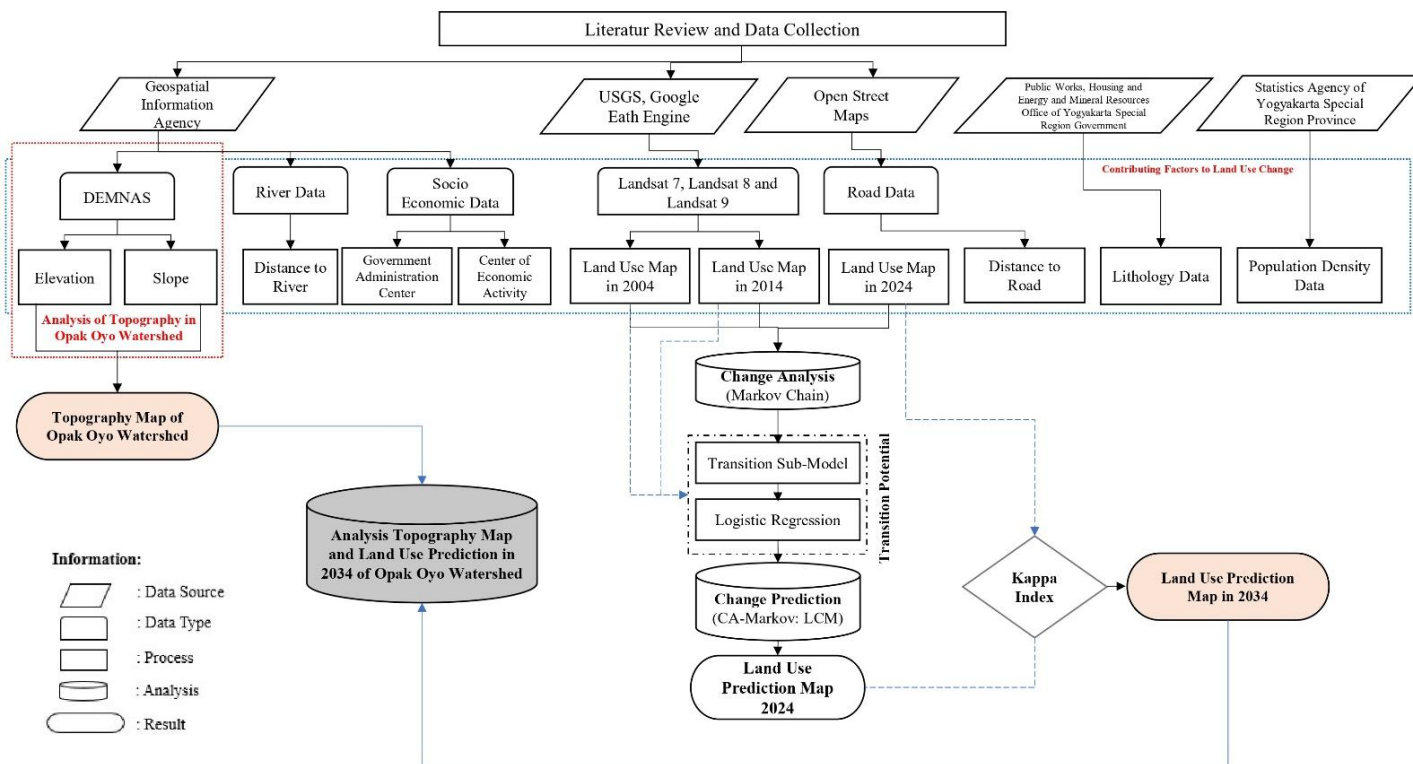 Literatur Review and Data Collection
Geospatial
Information
Agency
USGS, Google
Eath Engine
Open Street
Maps
Public Works, Housing and
Energy and Mineral Resources
Office of Yogyakarta Special
Region Government
Statistics Agency of
Yogyakarta Special
Region Province
Contributing Factors to Land Use Change
DEMNAS
River Data
Socio
Economic Data
Landsat 7, Landsat 8 and
Landsat 9
Road Data
Elevation
Slope
Distance to
River
Government
Administration
Center
Center of
Economic
Activity
Land Use Map
in 2004
Land Use Map
in 2014
Land Use Map
in 2024
Distance to
Road
Lithology Data
Population Density
Data
Analysis of Topography in
Opak Oyo Watershed
Topography Map of
Opak Oyo Watershed
Change Analysis
(Markov Chain)
Transition Sub-Model
Logistic Regression
Transition Potential
Analysis Topography Map
and Land Use Prediction in
2034 of Opak Oyo Watershed
Change Prediction
(CA-Markov: LCM)
Kappa
Index
Land Use Prediction
Map in 2034
Land Use
Prediction Map
2024
Information:
: Data Source
: Data Type
: Process
: Analysis
: Result